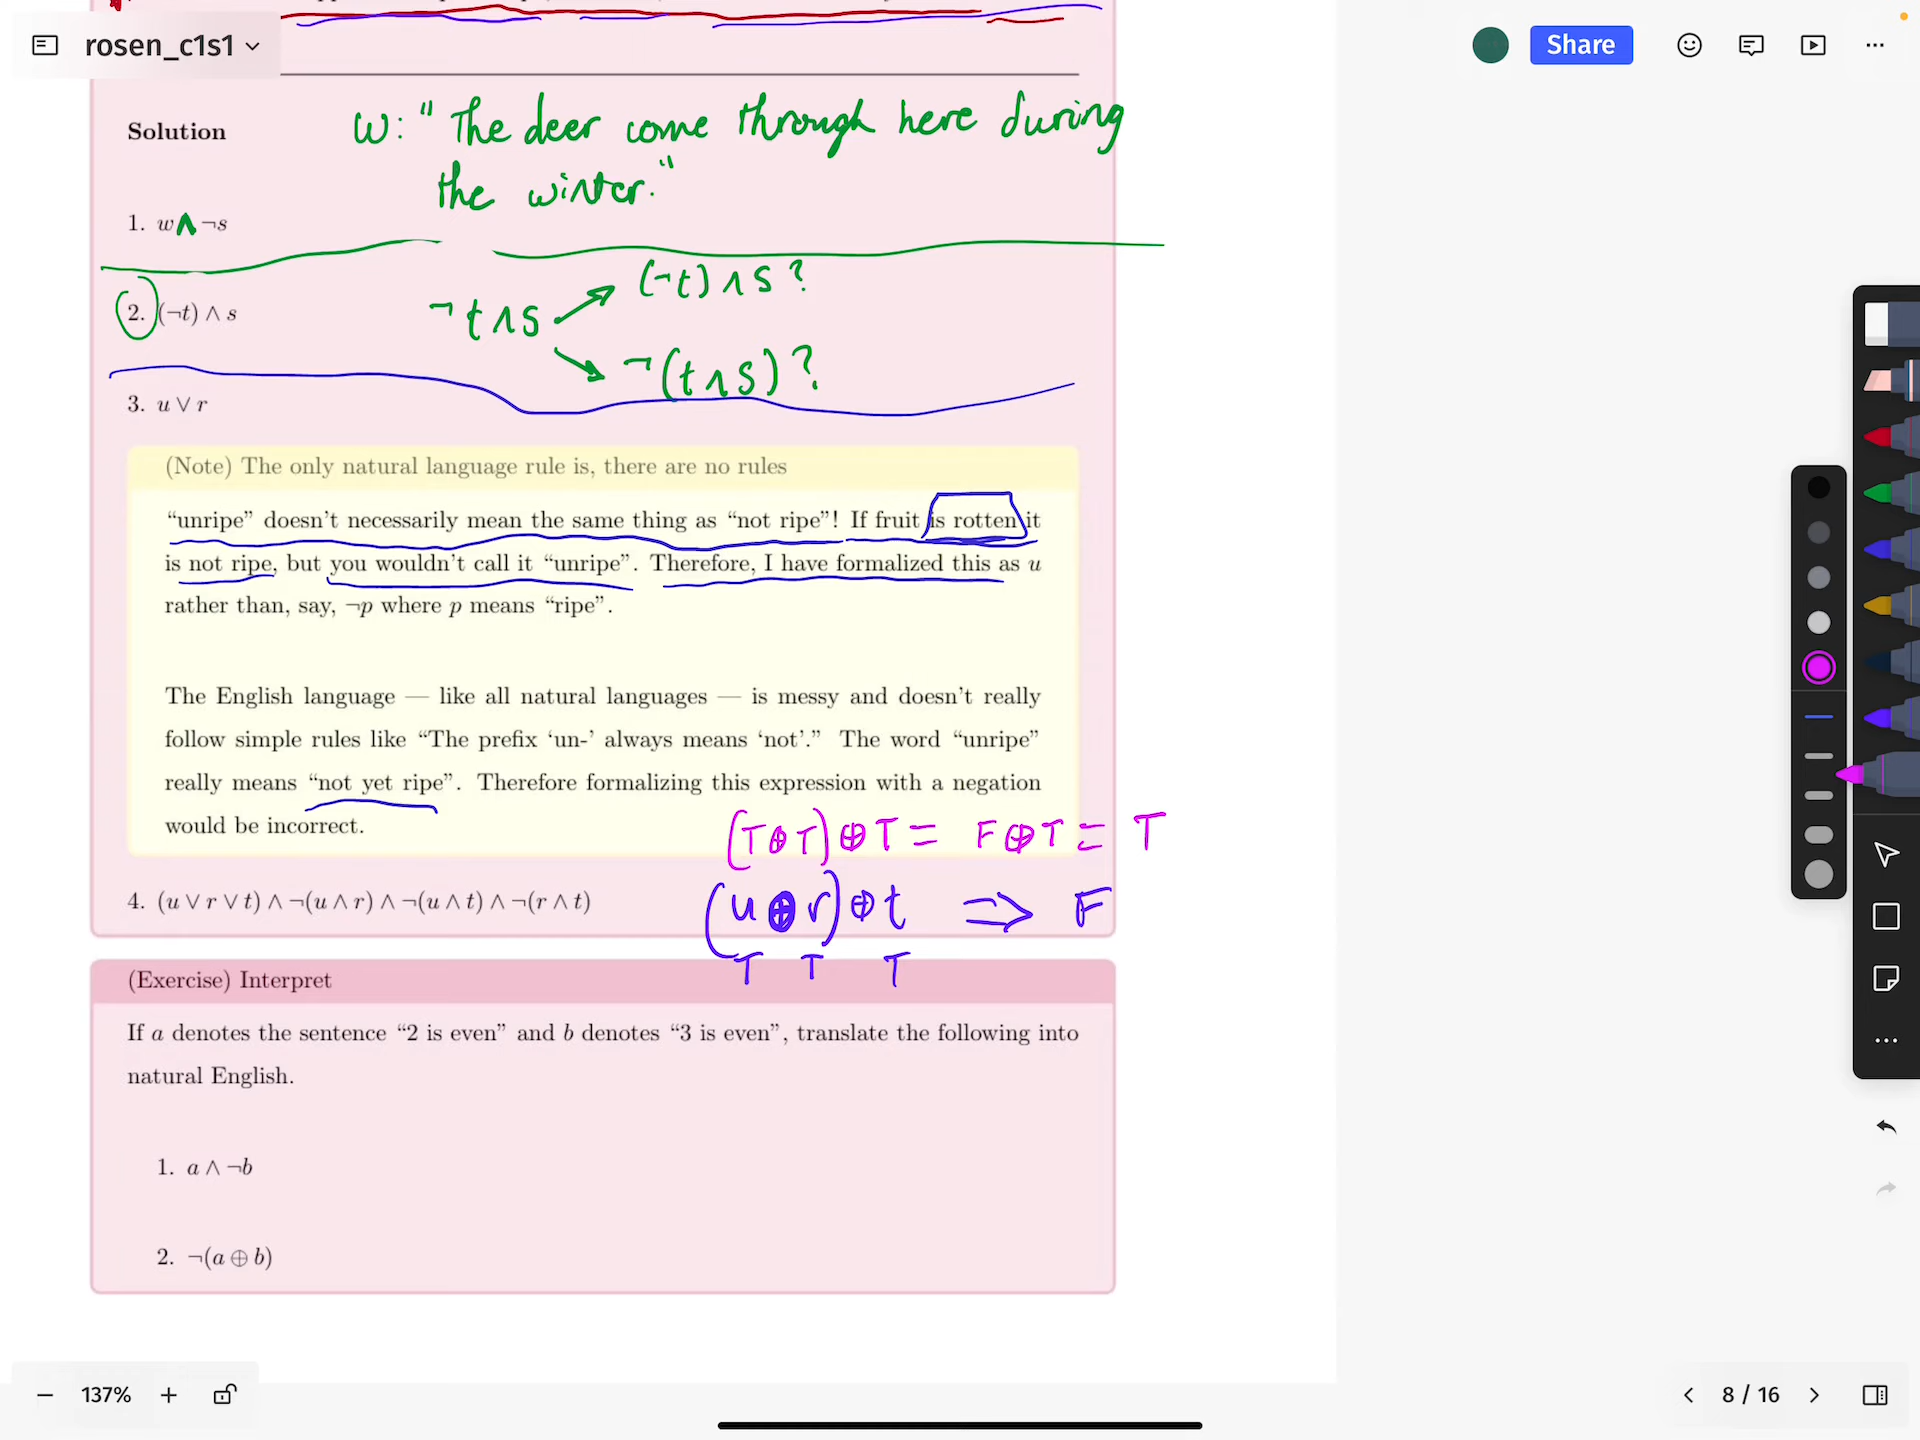 rosen_c1s1
Share
Solution
w: "The deer come through here during
the winter."
1. w∧¬s
2. (¬t) ∧ s
¬t∧s
(¬t)∧s?
¬(t∧s)?
3. u ∨ r
(Note) The only natural language rule is, there are no rules
“unripe” doesn’t necessarily mean the same thing as “not ripe”! If fruit is rotten it
is not ripe, but you wouldn’t call it “unripe”. Therefore, I have formalized this as u
rather than, say, ¬p where p means “ripe”.
The English language — like all natural languages — is messy and doesn’t really
follow simple rules like “The prefix ‘un-’ always means ‘not’.” The word “unripe”
really means “not yet ripe”. Therefore formalizing this expression with a negation
would be incorrect.
(T⊕T)⊕T = F⊕T = T
4. (u ∨ r ∨ t) ∧ ¬(u ∧ r) ∧ ¬(u ∧ t) ∧ ¬(r ∧ t)
(u⊕r)⊕t ⇒ F
T T T
(Exercise) Interpret
If a denotes the sentence “2 is even” and b denotes “3 is even”, translate the following into
natural English.
1. a ∧ ¬b
2. ¬(a ⊕ b)
137%
8 / 16